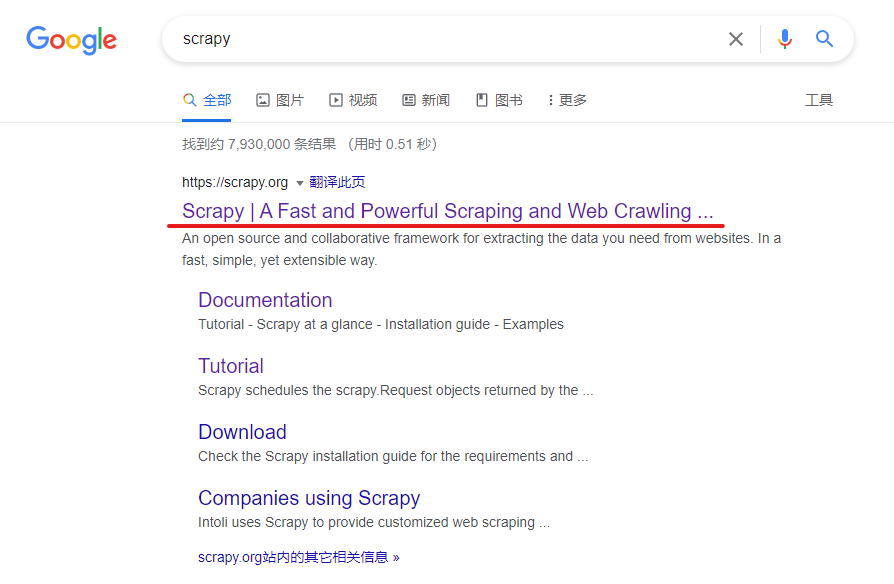 Google
scrapy
全部 图片 视频 新闻 图书 更多 工具
找到约 7,930,000 条结果 （用时 0.51 秒）
https://scrapy.org 翻译此页
Scrapy | A Fast and Powerful Scraping and Web Crawling ...
An open source and collaborative framework for extracting the data you need from websites. In a
fast, simple, yet extensible way.
Documentation
Tutorial - Scrapy at a glance - Installation guide - Examples
Tutorial
Scrapy schedules the scrapy.Request objects returned by the ...
Download
Check the Scrapy installation guide for the requirements and ...
Companies using Scrapy
Intoli uses Scrapy to provide customized web scraping ...
scrapy.org站内的其它相关信息 »